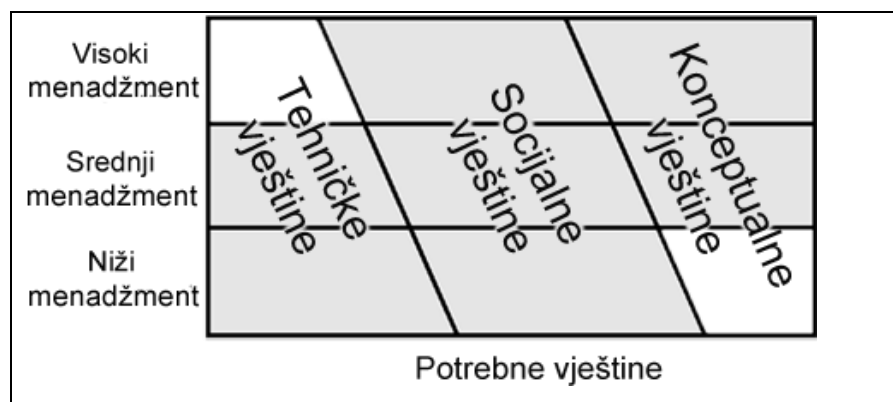 Visoki
menadžment
Srednji
menadžment
Niži
menadžment
Tehničke
vještine
Socijalne
vještine
Konceptualne
vještine
Potrebne vještine